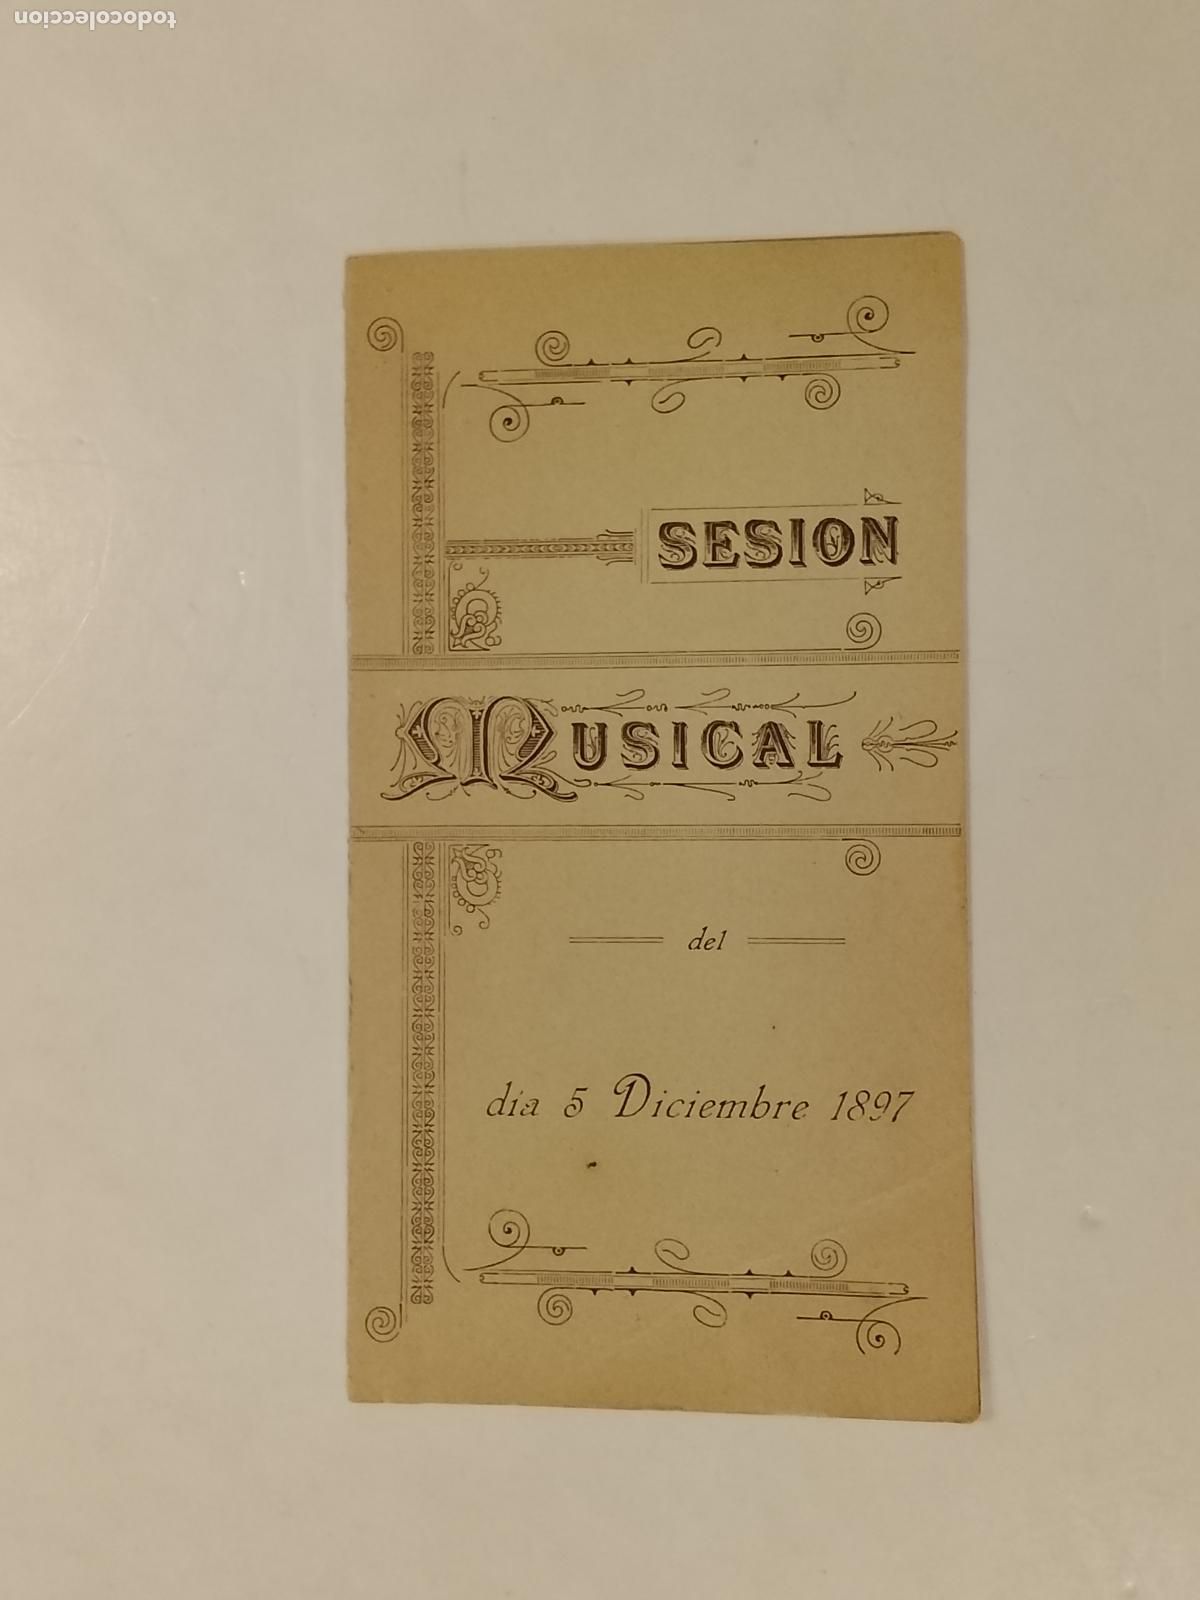 todocoleccion
SESION
MUSICAL
del
dia 5 Diciembre 1897